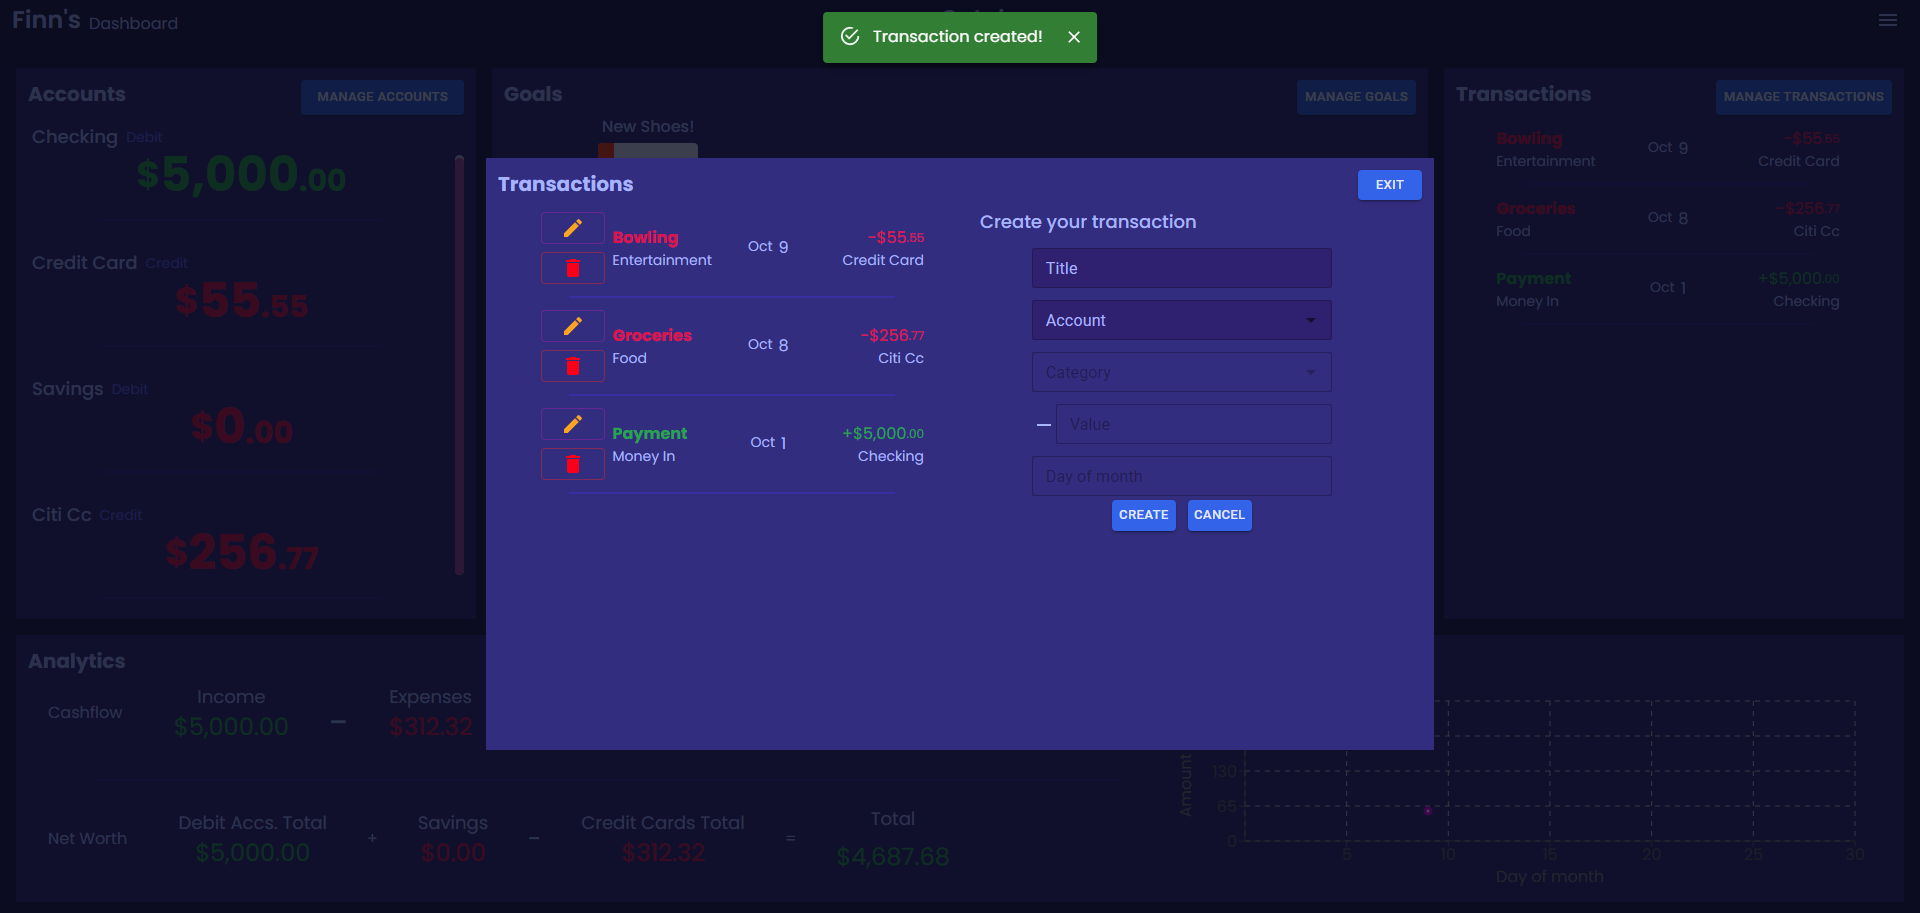 Finn's Dashboard
Transaction created!
Accounts
MANAGE ACCOUNTS
Checking Debit
$5,000.00
Credit Card Credit
$55.55
Savings Debit
$0.00
Citi Cc Credit
$256.77
Goals
MANAGE GOALS
New Shoes!
Transactions
MANAGE TRANSACTIONS
Bowling Oct 9 -$55.55
Entertainment Credit Card
Groceries Oct 8 -$256.77
Food Citi Cc
Payment Oct 1 +$5,000.00
Money In Checking
Transactions
EXIT
Bowling Oct 9 -$55.55
Entertainment Credit Card
Groceries Oct 8 -$256.77
Food Citi Cc
Payment Oct 1 +$5,000.00
Money In Checking
Create your transaction
Title
Account
Category
Value
Day of month
CREATE CANCEL
Analytics
Cashflow
Income
$5,000.00
-
Expenses
$312.32
Net Worth
Debit Accs. Total
$5,000.00
+
Savings
$0.00
-
Credit Cards Total
$312.32
=
Total
$4,687.68
Amount
130
65
0
5 10 15 20 25 30
Day of month